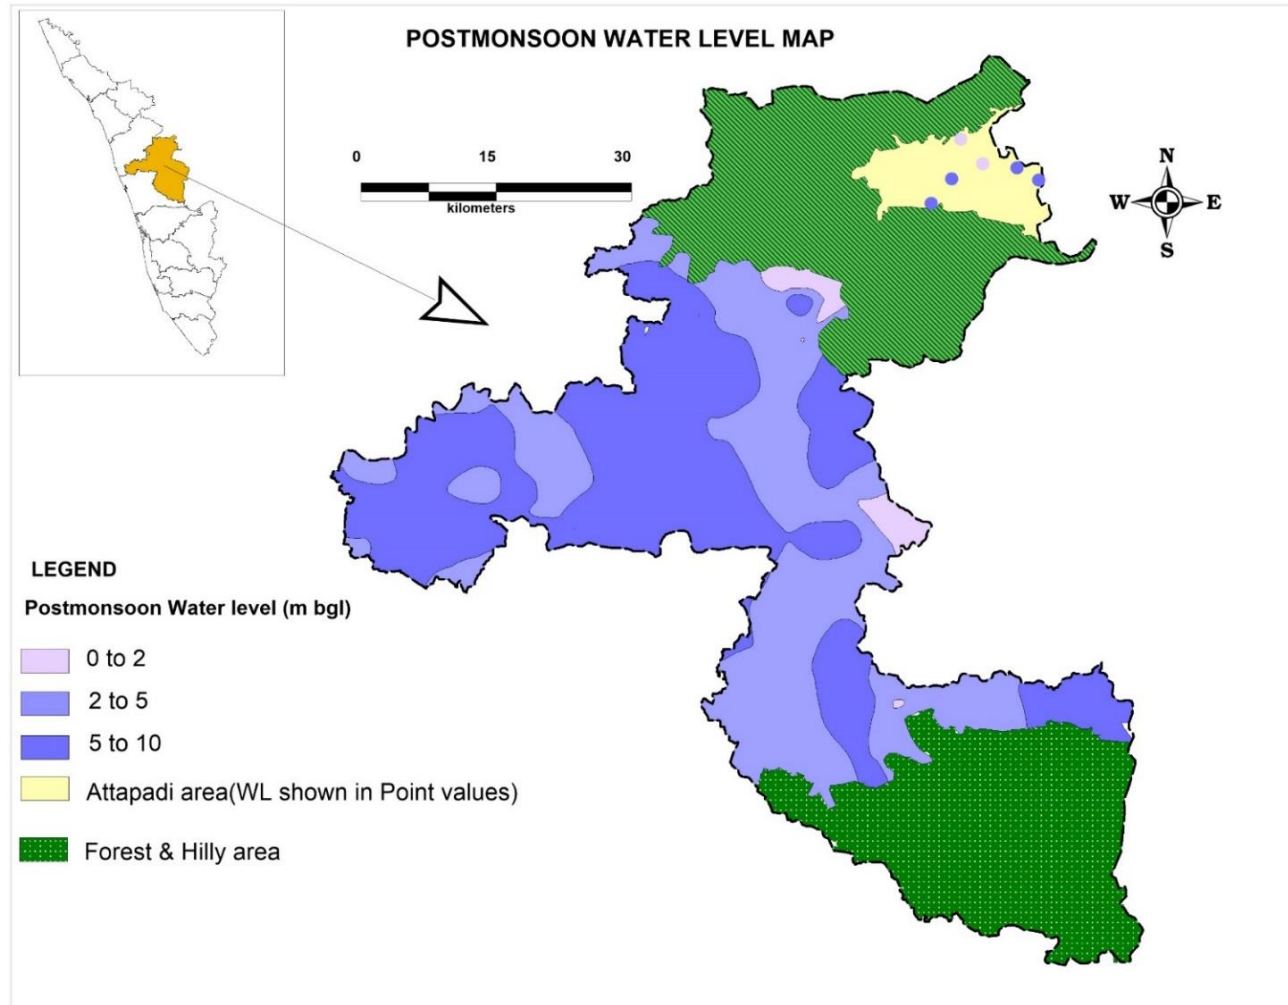 POSTMONSOON WATER LEVEL MAP
0 15 30
kilometers
N
W E
S
LEGEND
Postmonsoon Water level (m bgl)
0 to 2
2 to 5
5 to 10
Attapadi area(WL shown in Point values)
Forest & Hilly area